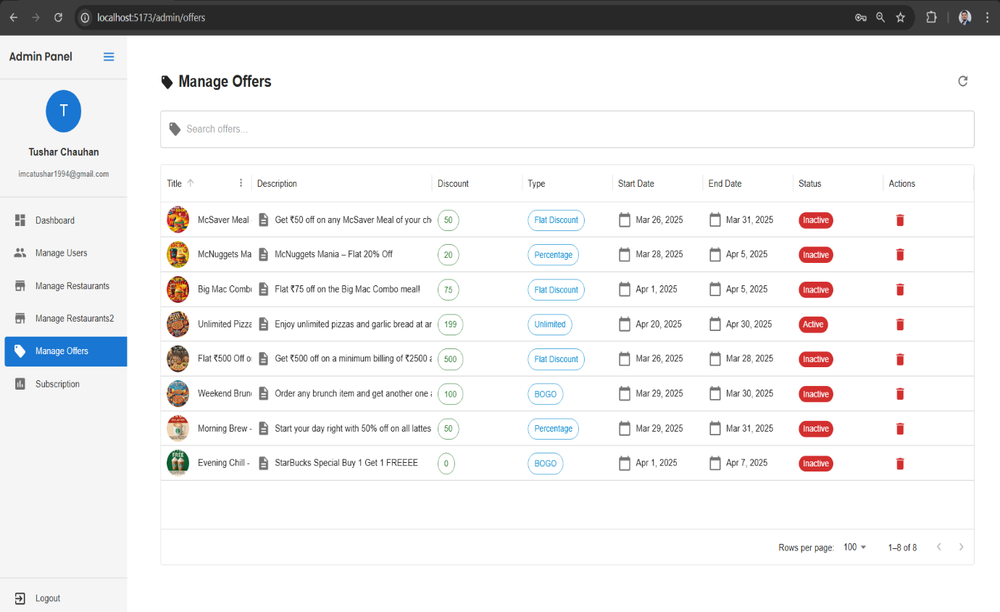 localhost:5173/admin/offers
Admin Panel
T
Tushar Chauhan
imcatushar1994@gmail.com
Dashboard
Manage Users
Manage Restaurants
Manage Restaurants2
Manage Offers
Subscription
Logout
Manage Offers
Search offers...
Title Description Discount Type Start Date End Date Status Actions
McSaver Meal Get ₹50 off on any McSaver Meal of your 50 Flat Discount Mar 26, 2025 Mar 31, 2025 Inactive
McNuggets Ma McNuggets Mania – Flat 20% Off 20 Percentage Mar 28, 2025 Apr 5, 2025 Inactive
Big Mac Comb Flat ₹75 off on the Big Mac Combo meal! 75 Flat Discount Apr 1, 2025 Apr 5, 2025 Inactive
Unlimited Pizza Enjoy unlimited pizzas and garlic bread at 199 Unlimited Apr 20, 2025 Apr 30, 2025 Active
Flat ₹500 Off Get ₹500 off on a minimum billing of ₹2500 500 Flat Discount Mar 26, 2025 Mar 28, 2025 Inactive
Weekend Brun Order any brunch item and get another one 100 BOGO Mar 29, 2025 Mar 30, 2025 Inactive
Morning Brew - Start your day right with 50% off on all lattes 50 Percentage Mar 29, 2025 Mar 31, 2025 Inactive
Evening Chill - StarBucks Special Buy 1 Get 1 FREEEE 0 BOGO Apr 1, 2025 Apr 7, 2025 Inactive
Rows per page: 100 1–8 of 8